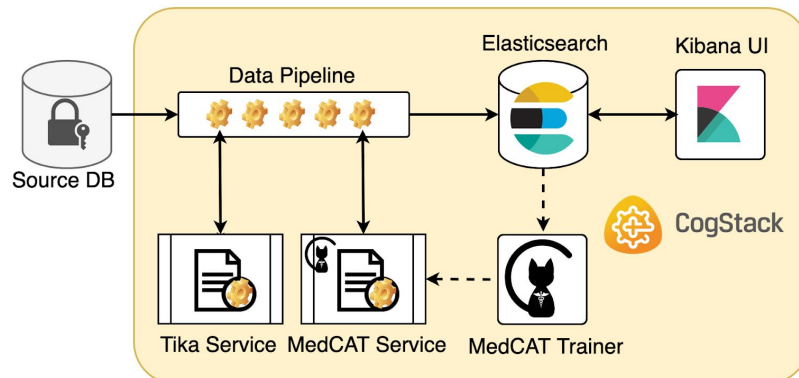 Elasticsearch
Kibana UI
Data Pipeline
Source DB
CogStack
Tika Service
MedCAT Service
MedCAT Trainer